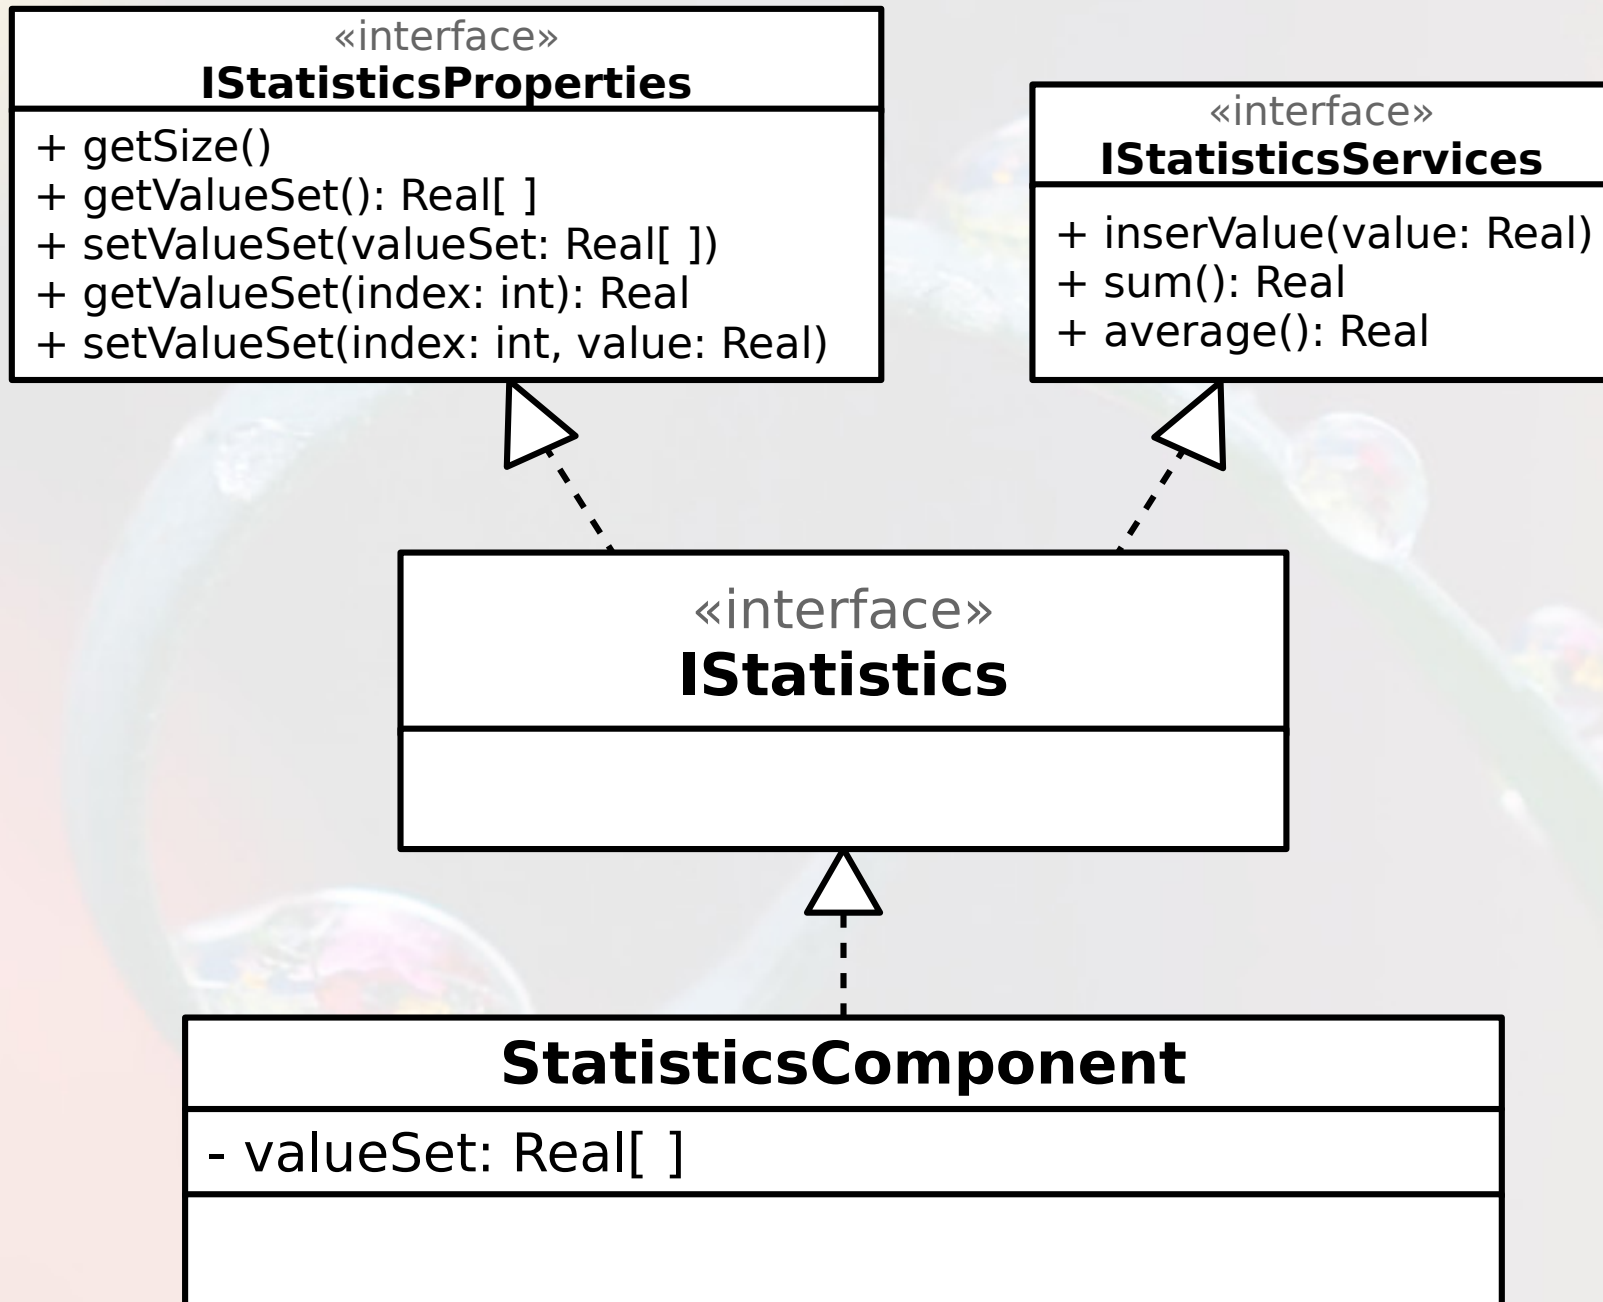 «interface»
IStatisticsProperties
+ getSize()
+ getValueSet(): Real[ ]
+ setValueSet(valueSet: Real[ ])
+ getValueSet(index: int): Real
+ setValueSet(index: int, value: Real)
«interface»
IStatisticsServices
+ inserValue(value: Real)
+ sum(): Real
+ average(): Real
«interface»
IStatistics
StatisticsComponent
- valueSet: Real[ ]